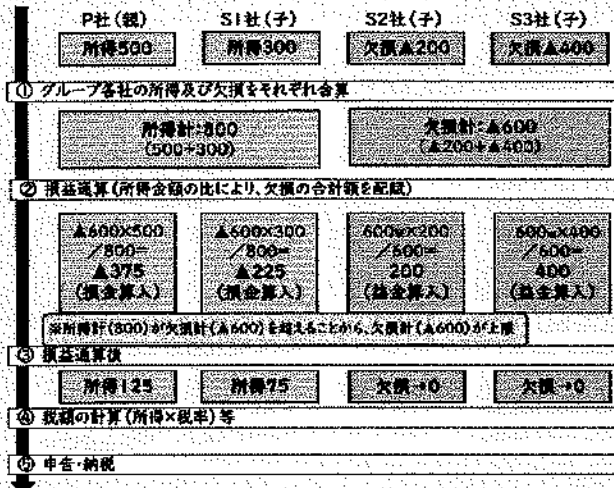 P社(親) S1社(子) S2社(子) S3社(子)
所得500 所得300 欠損▲200 欠損▲400
① グループ各社の所得及び欠損をそれぞれ合算
所得計:800 欠損計:▲600
(500+300) (▲200+▲400)
② 損益通算(所得金額の比により、欠損の合計額を配賦)
▲600×500 ▲600×300 600※×200 600※×400
/800= /800= /600= /600=
▲375 ▲225 200 400
(損金算入) (損金算入) (益金算入) (益金算入)
※所得計(800)が欠損計(▲600)を超えることから、欠損計(▲600)が上限
③ 損益通算後
所得125 所得75 欠損→0 欠損→0
④ 税額の計算(所得×税率)等
⑤ 申告・納税